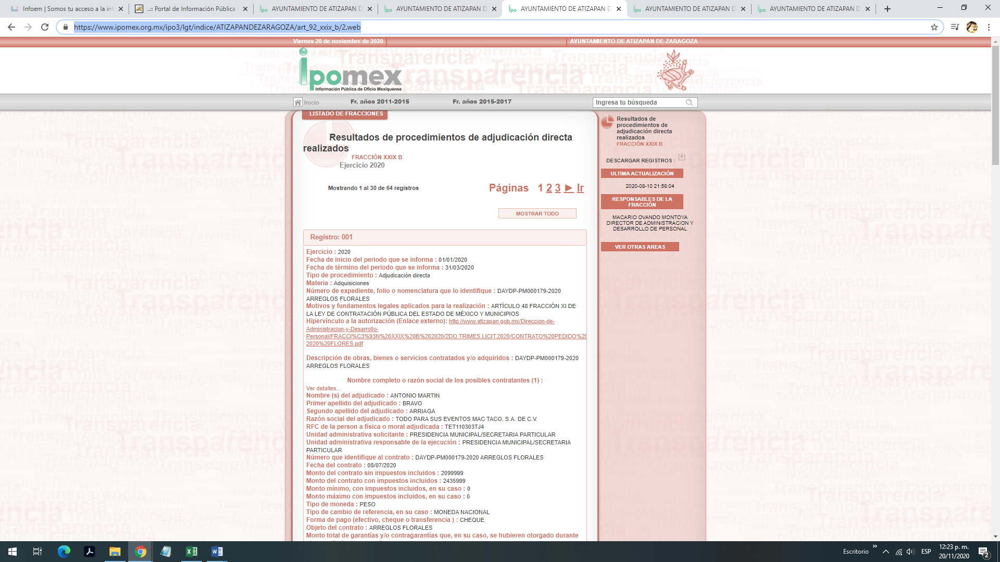 Infoem | Somos tu acceso a la inf
..:: Portal de Información Pública
AYUNTAMIENTO DE ATIZAPAN D
AYUNTAMIENTO DE ATIZAPAN D
AYUNTAMIENTO DE ATIZAPAN D
AYUNTAMIENTO DE ATIZAPAN D
AYUNTAMIENTO DE ATIZAPAN D
https://www.ipomex.org.mx/ipo3/lgt/indice/ATIZAPANDEZARAGOZA/art_92_xxix_b/2.web
Viernes 20 de noviembre de 2020
AYUNTAMIENTO DE ATIZAPAN DE ZARAGOZA
Transparencia
ipomex
Información Pública de Oficio Mexiquense
Inicio
Fr. años 2011-2015
Fr. años 2015-2017
Ingresa tu búsqueda
LISTADO DE FRACCIONES
Resultados de procedimientos de adjudicación directa
realizados
FRACCIÓN XXIX B
Ejercicio 2020
Mostrando 1 al 30 de 64 registros
Páginas 1 2 3 ► Ir
MOSTRAR TODO
Registro: 001
Ejercicio : 2020
Fecha de inicio del periodo que se informa : 01/01/2020
Fecha de término del periodo que se informa : 31/03/2020
Tipo de procedimiento : Adjudicación directa
Materia : Adquisiciones
Número de expediente, folio o nomenclatura que lo identifique : DAYDP-PM000179-2020
ARREGLOS FLORALES
Motivos y fundamentos legales aplicados para la realización : ARTÍCULO 48 FRACCIÓN XI DE
LA LEY DE CONTRATACIÓN PÚBLICA DEL ESTADO DE MÉXICO Y MUNICIPIOS
Hipervínculo a la autorización (Enlace externo): http://www.atizapan.gob.mx/Direccion-de-
Administracion-y-Desarrollo-
Personal/FRACCI%C3%93N%20XXIX%20B%202020/2DO.TRIMES.LICIT.2020/CONTRATO%20PEDIDO%20
2020%20FLORES.pdf
Descripción de obras, bienes o servicios contratados y/o adquiridos : DAYDP-PM000179-2020
ARREGLOS FLORALES
Nombre completo o razón social de los posibles contratantes (1) :
Ver detalles...
Nombre (s) del adjudicado : ANTONIO MARTIN
Primer apellido del adjudicado : BRAVO
Segundo apellido del adjudicado : ARRIAGA
Razón social del adjudicado : TODO PARA SUS EVENTOS MAC TACO, S.A. DE C.V.
RFC de la person a física o moral adjudicada : TET110303TJ4
Unidad administrativa solicitante : PRESIDENCIA MUNICIPAL/SECRETARIA PARTICULAR
Unidad administrativa responsable de la ejecución : PRESIDENCIA MUNICIPAL/SECRETARIA
PARTICULAR
Número que identifique al contrato : DAYDP-PM000179-2020 ARREGLOS FLORALES
Fecha del contrato : 08/07/2020
Monto del contrato sin impuestos incluidos : 2099999
Monto del contrato con impuestos incluidos : 2435999
Monto mínimo, con impuestos incluidos, en su caso : 0
Monto máximo con impuestos incluidos, en su caso : 0
Tipo de moneda : PESO
Tipo de cambio de referencia, en su caso : MONEDA NACIONAL
Forma de pago (efectivo, cheque o transferencia ) : CHEQUE
Objeto del contrato : ARREGLOS FLORALES
Monto total de garantías y/o contragarantías que, en su caso, se hubieren otorgado durante
Resultados de
procedimientos de
adjudicación directa
realizados
FRACCIÓN XXIX B
DESCARGAR REGISTROS :
ULTIMA ACTUALIZACIÓN
2020-08-10 21:58:04
RESPONSABLES DE LA
FRACCIÓN
MACARIO OVANDO MONTOYA
DIRECTOR DE ADMINISTRACION Y
DESARROLLO DE PERSONAL
VER OTRAS AREAS
Escritorio
ESP
12:23 p. m.
20/11/2020
2